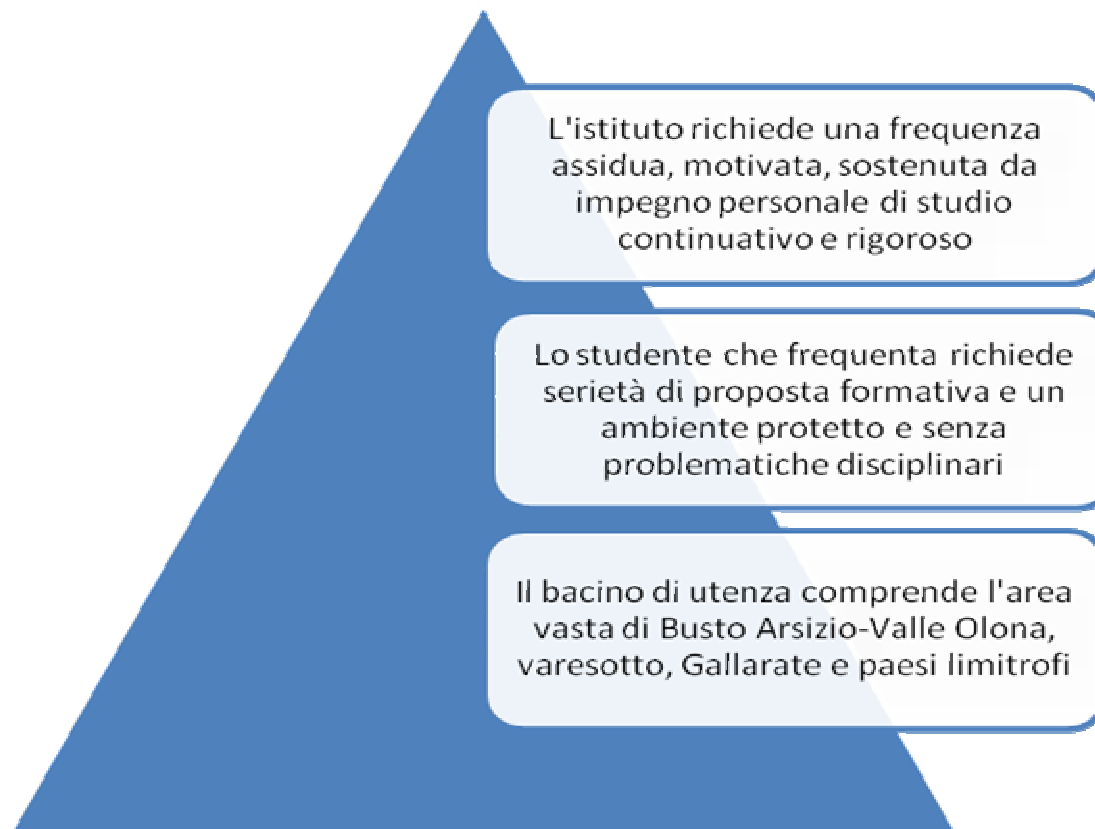 L'istituto richiede una frequenza
assidua, motivata, sostenuta da
impegno personale di studio
continuativo e rigoroso
Lo studente che frequenta richiede
serietà di proposta formativa e un
ambiente protetto e senza
problematiche disciplinari
Il bacino di utenza comprende l'area
vasta di Busto Arsizio-Valle Olona,
varesotto, Gallarate e paesi limitrofi